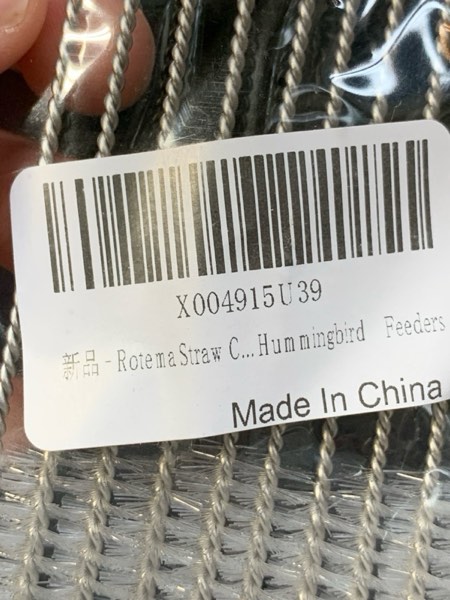 X004915U39
新品 - Rotema Straw C...Hummingbird Feeders
Made In China